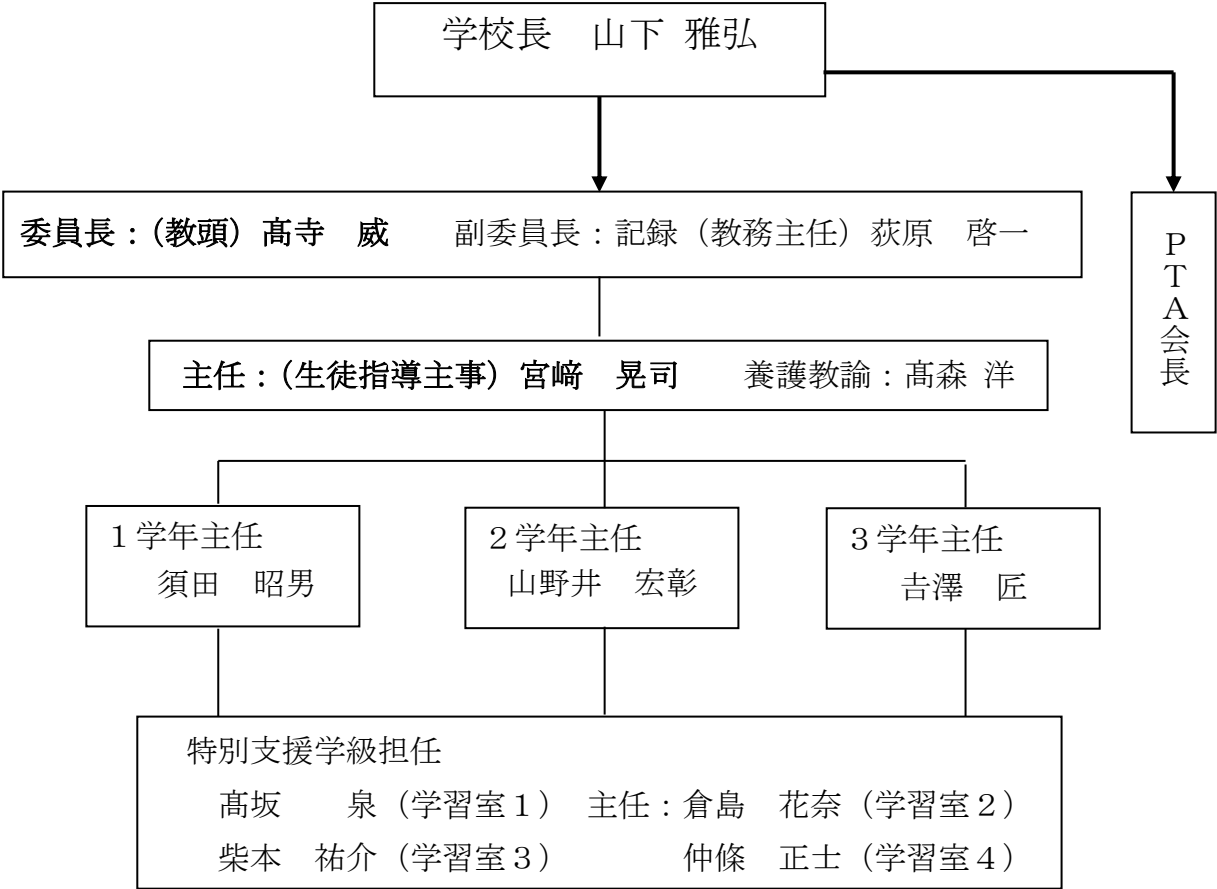 学校長　山下 雅弘
委員長：（教頭）髙寺　威　　副委員長：記録（教務主任）荻原　啓一
ＰＴＡ会長
主任：（生徒指導主事）宮﨑　晃司　　養護教諭：髙森 洋
１学年主任
須田　昭男
２学年主任
山野井　宏彰
３学年主任
𠮷澤　匠
特別支援学級担任
髙坂　　泉（学習室１）　主任：倉島　花奈（学習室２）
柴本　祐介（学習室３）　　　　仲條　正士（学習室４）